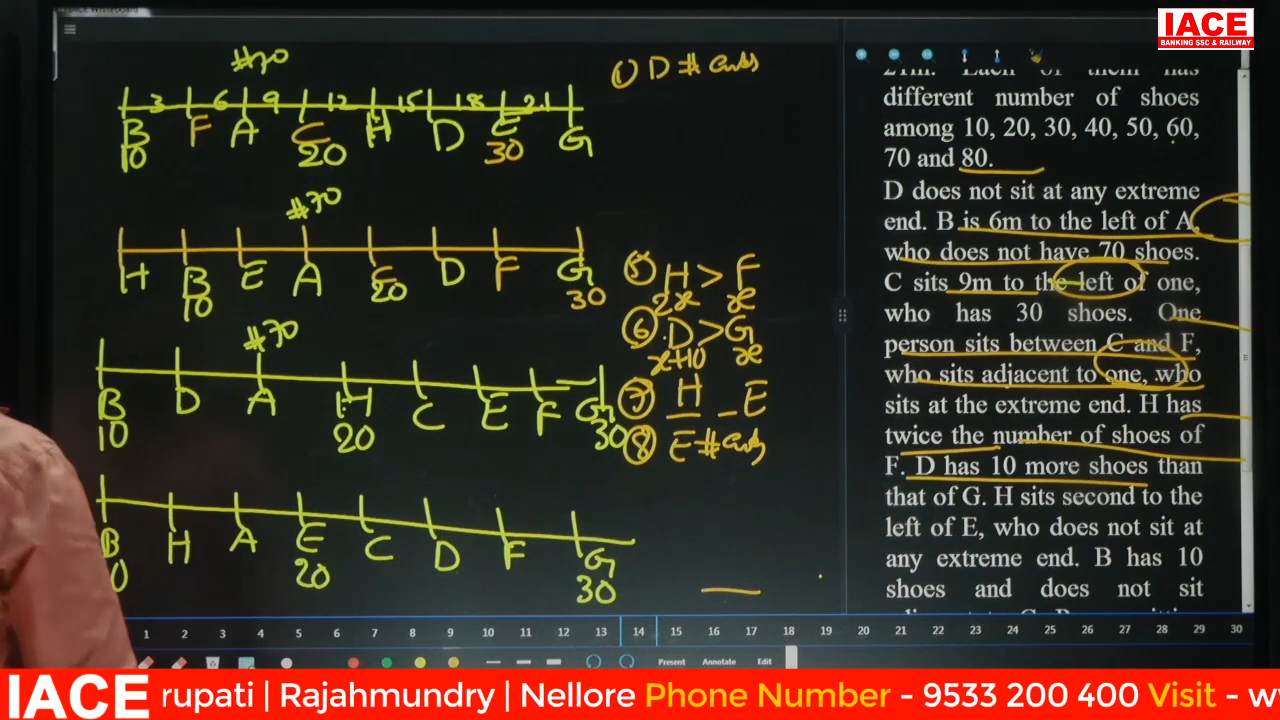 IACE
BANKING SSC & RAILWAY
#70
3 6 9 12 15 18 21
B F A C H D E G
10 20 30
#70
H B E A C D F G
10 20 30
#70
B D A H C E F G
10 20 30
B H A E C D F G
0 20 30
① D # ends
⑤ H > F
2x x
⑥ D > G
x+10 x
⑦ H _ E
⑧ E # ends
21m. Each of them has
different number of shoes
among 10, 20, 30, 40, 50, 60,
70 and 80.
D does not sit at any extreme
end. B is 6m to the left of A,
who does not have 70 shoes.
C sits 9m to the left of one,
who has 30 shoes. One
person sits between C and F,
who sits adjacent to one, who
sits at the extreme end. H has
twice the number of shoes of
F. D has 10 more shoes than
that of G. H sits second to the
left of E, who does not sit at
any extreme end. B has 10
shoes and does not sit
1 2 3 4 5 6 7 8 9 10 11 12 13 14 15 16 17 18 19 20 21 22 23 24 25 26 27 28 29 30
Present Annotate Edit
IACE rupati | Rajahmundry | Nellore Phone Number - 9533 200 400 Visit - w